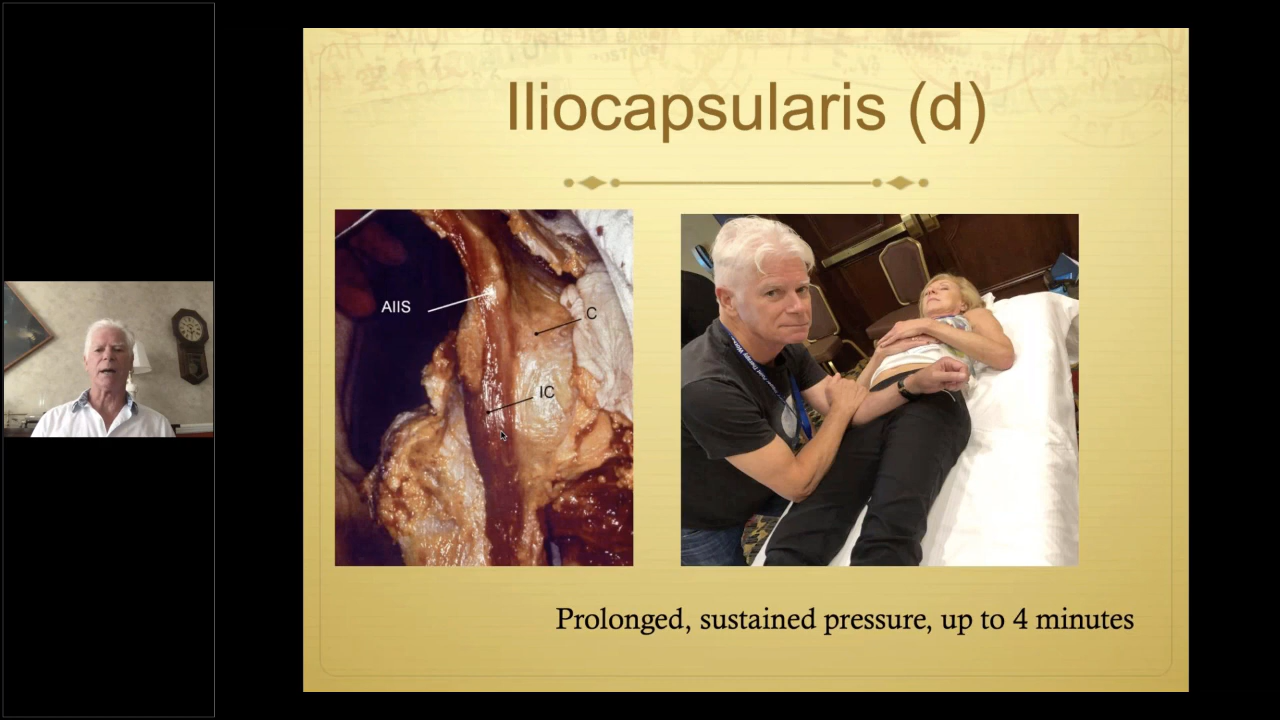 Iliocapsularis (d)
AIIS
C
IC
Prolonged, sustained pressure, up to 4 minutes